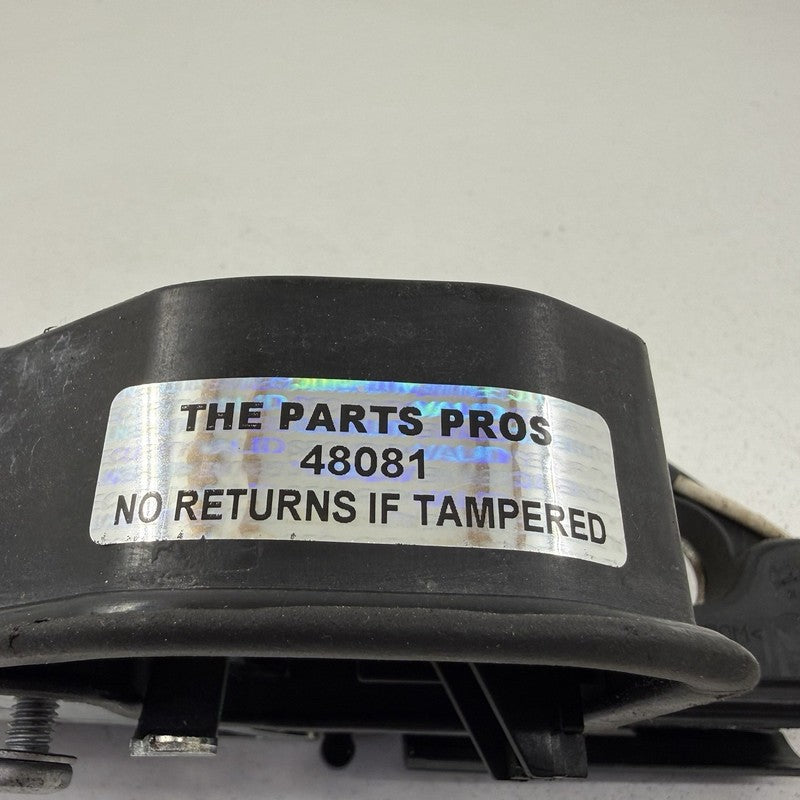 THE PARTS PROS
48081
NO RETURNS IF TAMPERED